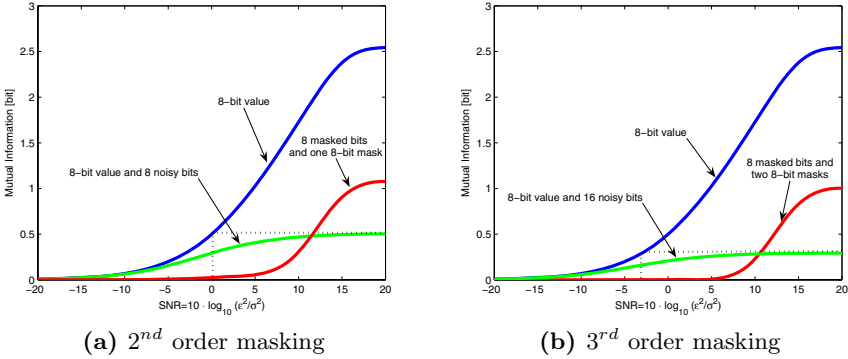 3
2.5
2
1.5
1
0.5
0
Mutual Information [bit]
8−bit value
8−bit value and 8 noisy bits
8 masked bits
and one 8−bit mask
−20 −15 −10 −5 0 5 10 15 20
SNR=10 · log10 (ε²/σ²)
(a) 2nd order masking
3
2.5
2
1.5
1
0.5
0
Mutual Information [bit]
8−bit value
8−bit value and 16 noisy bits
8 masked bits and
two 8−bit masks
−20 −15 −10 −5 0 5 10 15 20
SNR=10 · log10 (ε²/σ²)
(b) 3rd order masking